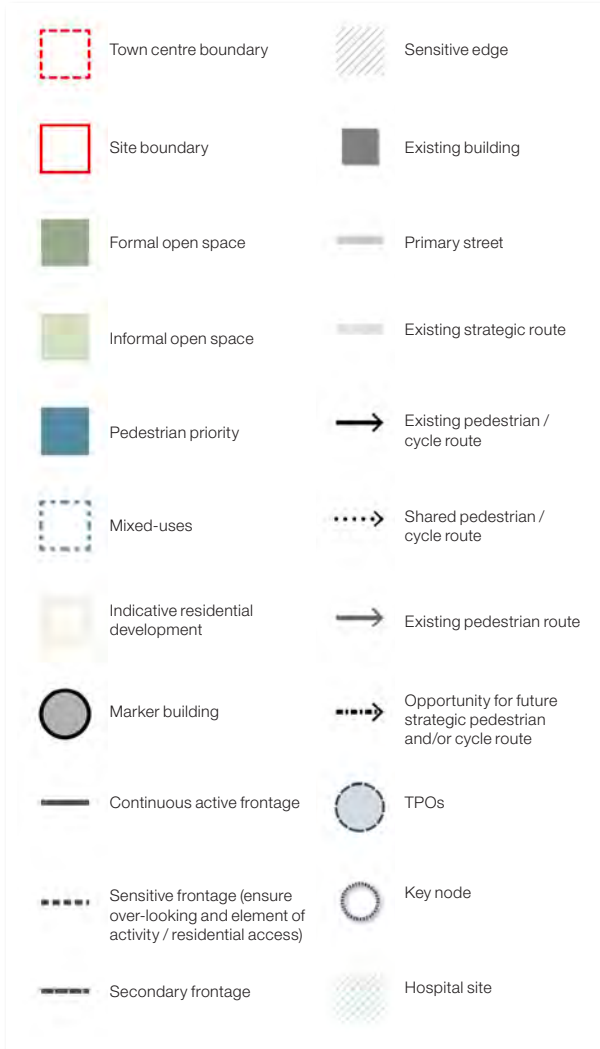 Town centre boundary
Site boundary
Formal open space
Informal open space
Pedestrian priority
Mixed-uses
Indicative residential
development
Marker building
Continuous active frontage
Sensitive frontage (ensure
over-looking and element of
activity / residential access)
Secondary frontage
Sensitive edge
Existing building
Primary street
Existing strategic route
Existing pedestrian /
cycle route
Shared pedestrian /
cycle route
Existing pedestrian route
Opportunity for future
strategic pedestrian
and/or cycle route
TPOs
Key node
Hospital site